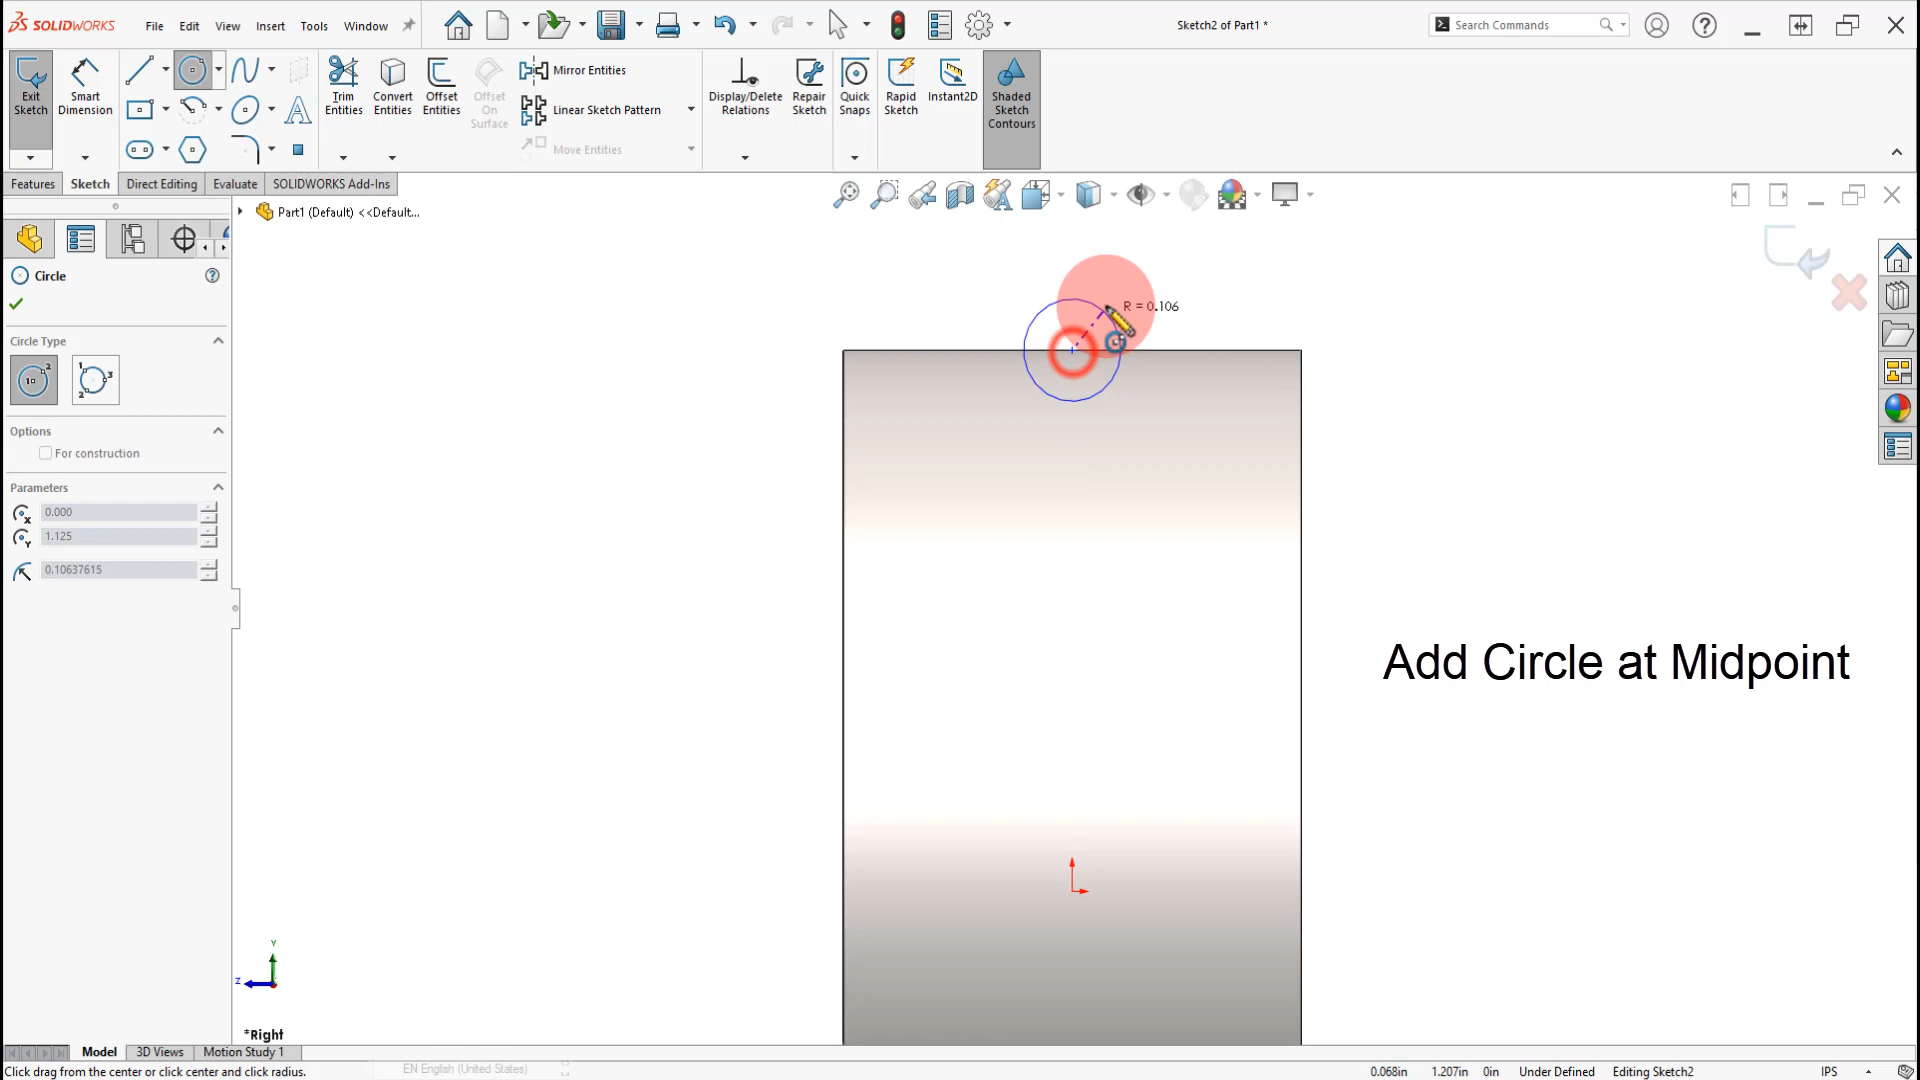 SOLIDWORKS File Edit View Insert Tools Window Sketch2 of Part1 * Search Commands
Exit Sketch
Smart Dimension
Trim Entities
Convert Entities
Offset Entities
Offset On Surface
Mirror Entities
Linear Sketch Pattern
Move Entities
Display/Delete Relations
Repair Sketch
Quick Snaps
Rapid Sketch
Instant2D
Shaded Sketch Contours
Features Sketch Direct Editing Evaluate SOLIDWORKS Add-Ins
Part1 (Default) <<Default...
Circle
Circle Type
Options
For construction
Parameters
0.000
1.125
0.10637615
R = 0.106
Add Circle at Midpoint
Y
Z
*Right
Model 3D Views Motion Study 1
Click drag from the center or click center and click radius. EN English (United States) 0.068in 1.207in 0in Under Defined Editing Sketch2 IPS